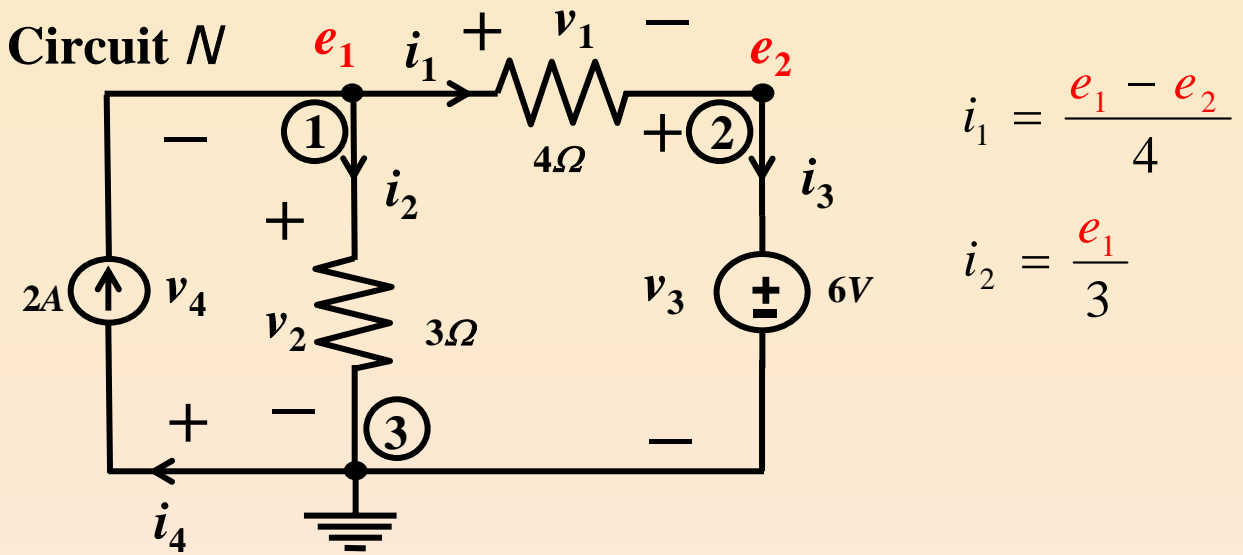 Circuit N
e₁
i₁
+ v₁ −
e₂
−
①
4Ω
+
②
i₂
i₃
+
2A
v₄
v₂
3Ω
v₃
+
−
6V
+
−
③
−
i₄
i₁ = (e₁ − e₂) / 4
i₂ = e₁ / 3